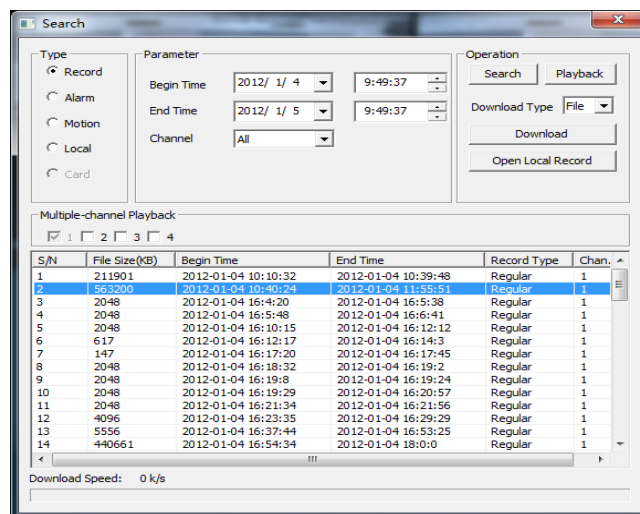 Search
Type
Record
Alarm
Motion
Local
Card
Parameter
Begin Time 2012/ 1/ 4 9:49:37
End Time 2012/ 1/ 5 9:49:37
Channel All
Operation
Search Playback
Download Type File
Download
Open Local Record
Multiple-channel Playback
1 2 3 4
S/N File Size(KB) Begin Time End Time Record Type Chan.
1 211901 2012-01-04 10:10:32 2012-01-04 10:39:48 Regular 1
2 563200 2012-01-04 10:40:24 2012-01-04 11:55:51 Regular 1
3 2048 2012-01-04 16:4:20 2012-01-04 16:5:38 Regular 1
4 2048 2012-01-04 16:5:48 2012-01-04 16:6:41 Regular 1
5 2048 2012-01-04 16:10:15 2012-01-04 16:12:12 Regular 1
6 617 2012-01-04 16:12:17 2012-01-04 16:14:3 Regular 1
7 147 2012-01-04 16:17:20 2012-01-04 16:17:45 Regular 1
8 2048 2012-01-04 16:18:32 2012-01-04 16:19:2 Regular 1
9 2048 2012-01-04 16:19:8 2012-01-04 16:19:24 Regular 1
10 2048 2012-01-04 16:19:29 2012-01-04 16:20:57 Regular 1
11 2048 2012-01-04 16:21:34 2012-01-04 16:21:56 Regular 1
12 4096 2012-01-04 16:23:35 2012-01-04 16:29:29 Regular 1
13 5556 2012-01-04 16:37:44 2012-01-04 16:53:25 Regular 1
14 440661 2012-01-04 16:54:34 2012-01-04 18:0:0 Regular 1
Download Speed: 0 k/s